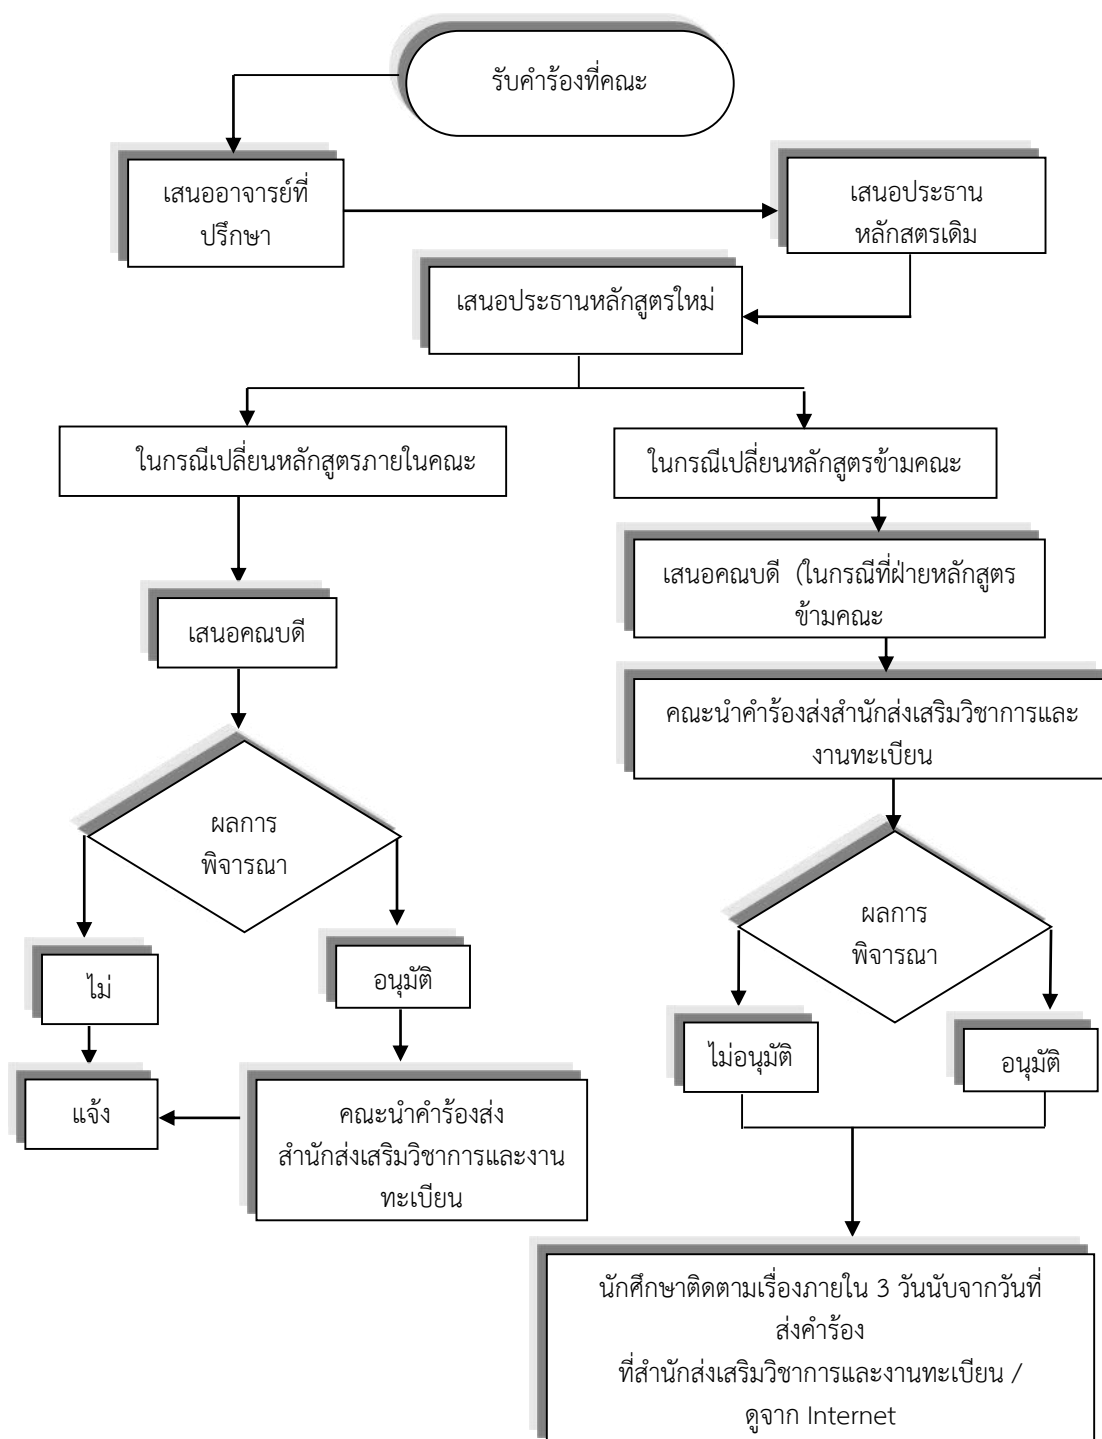 รับคำร้องที่คณะ
เสนออาจารย์ที่
ปรึกษา
เสนอประธาน
หลักสตรเดิม
เสนอประธานหลักสูตรใหม่
ในกรณีเปลี่ยนหลักสูตรภายในคณะ
ในกรณีเปลี่ยนหลักสูตรข้ามคณะ
เสนอคณบดี
เสนอคณบดี (ในกรณีที่ฝ่ายหลักสูตร
ข้ามคณะ
คณะนำคำร้องส่งสำนักส่งเสริมวิชาการและ
งานทะเบียน
ผลการ
พิจารณา
ไม่
อนุมัติ
แจ้ง
คณะนำคำร้องส่ง
สำนักส่งเสริมวิชาการและงาน
ทะเบียน
ผลการ
พิจารณา
ไม่อนุมัติ
อนุมัติ
นักศึกษาติดตามเรื่องภายใน 3 วันนับจากวันที่
ส่งคำร้อง
ที่สำนักส่งเสริมวิชาการและงานทะเบียน /
ดูจาก Internet